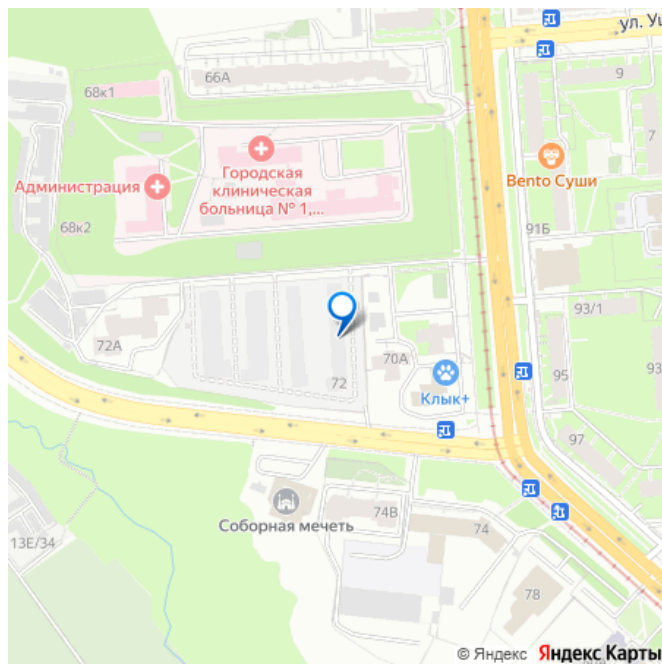 ул. Уш
66А
9
68к1
7
Городская
клиническая
больница № 1,...
Администрация
Bento Суши
68к2
91Б
93/1
72А
70А
72
Клык+
95
93
97
Соборная мечеть
74В
74
13Е/34
78
© Яндекс Яндекс Карты